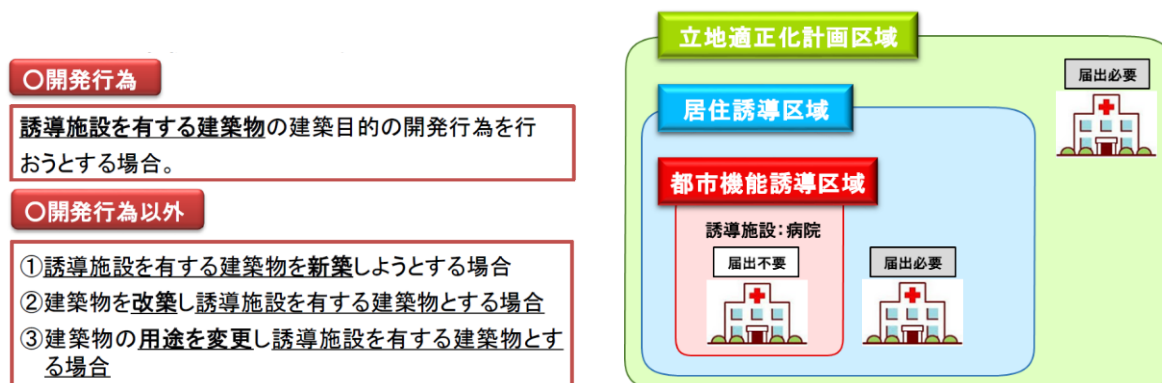 〇開発行為
誘導施設を有する建築物の建築目的の開発行為を行
おうとする場合。
〇開発行為以外
①誘導施設を有する建築物を新築しようとする場合
②建築物を改築し誘導施設を有する建築物とする場合
③建築物の用途を変更し誘導施設を有する建築物とす
る場合
立地適正化計画区域
届出必要
居住誘導区域
都市機能誘導区域
誘導施設：病院
届出不要
届出必要